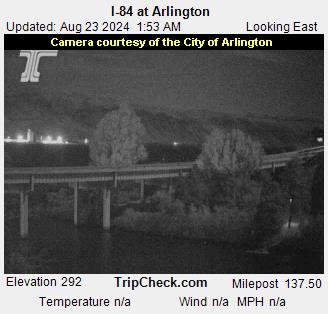 I-84 at Arlington
Updated: Aug 23 2024 1:53 AM Looking East
Camera courtesy of the City of Arlington
Elevation 292 TripCheck.com Milepost 137.50
Temperature n/a Wind n/a MPH n/a